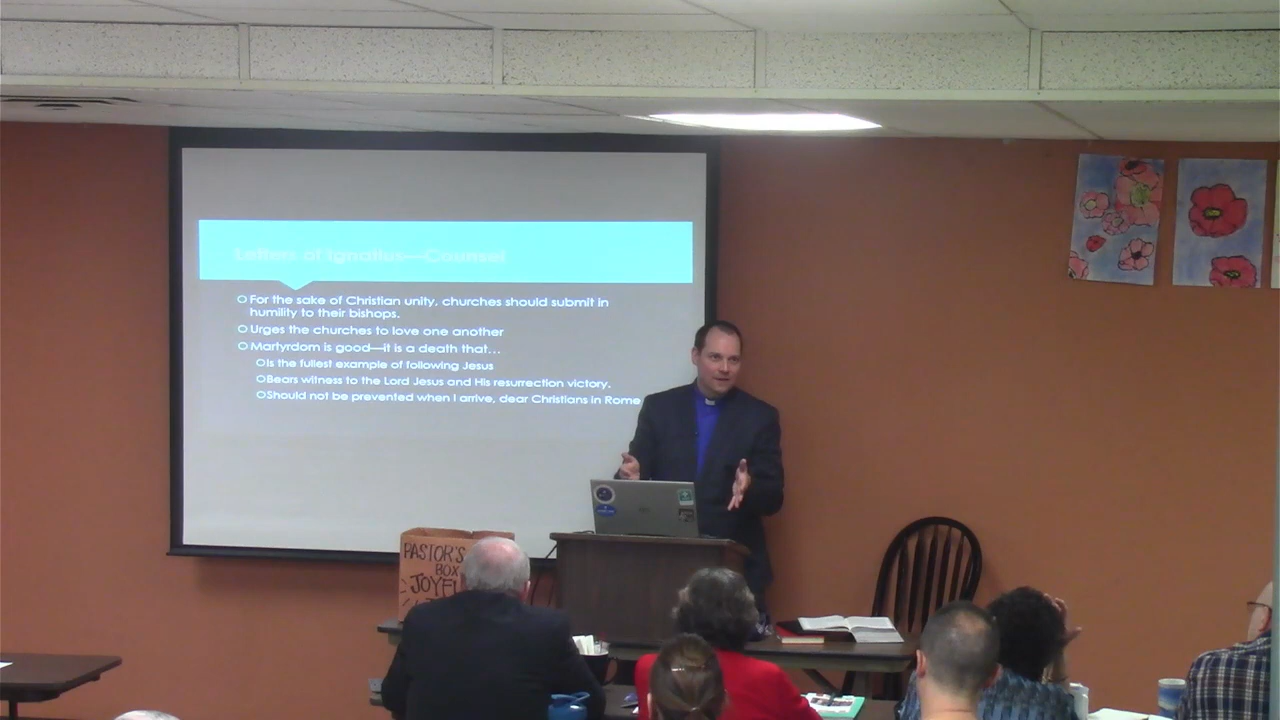 Letters of Ignatius—Counsel
For the sake of Christian unity, churches should submit in
humility to their bishops.
Urges the churches to love one another
Martyrdom is good—it is a death that…
Is the fullest example of following Jesus
Bears witness to the Lord Jesus and His resurrection victory.
Should not be prevented when I arrive, dear Christians in Rome
PASTOR'S
BOX